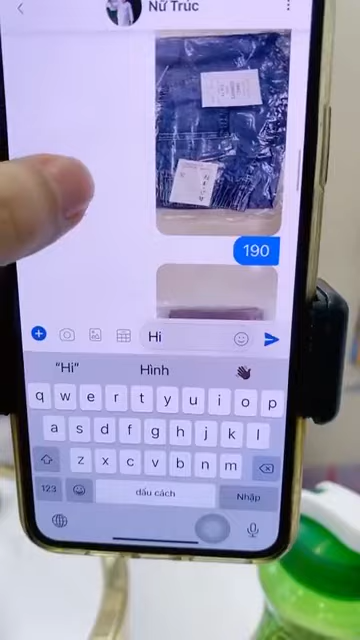 Nữ Trúc
190
Hi
"Hi" Hình 👋🏿
q w e r t y u i o p
a s d f g h j k l
z x c v b n m
123 dấu cách Nhập